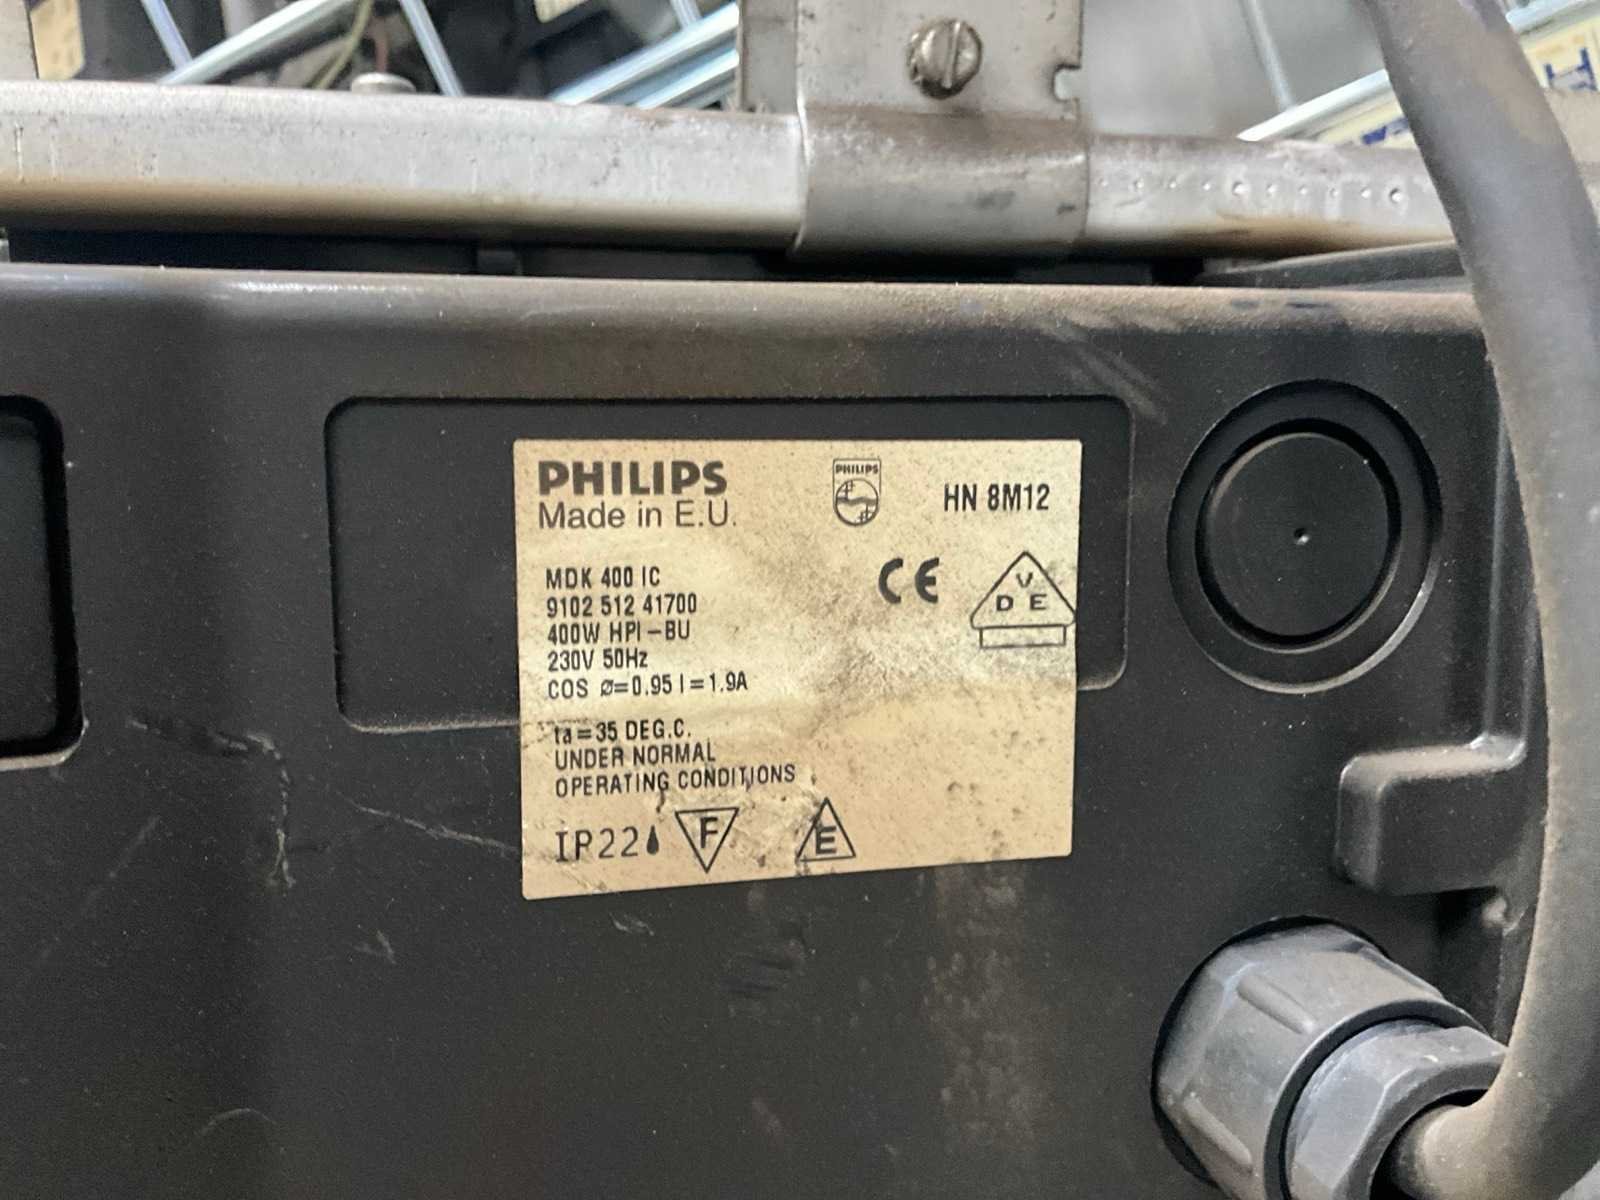 PHILIPS
Made in E.U.
PHILIPS
HN 8M12
MDK 400 IC
9102 512 41700
400W HPI-BU
230V 50Hz
COS ø=0.95 I=1.9A
CE
V
D E
ta=35 DEG.C.
UNDER NORMAL
OPERATING CONDITIONS
IP22
F
E